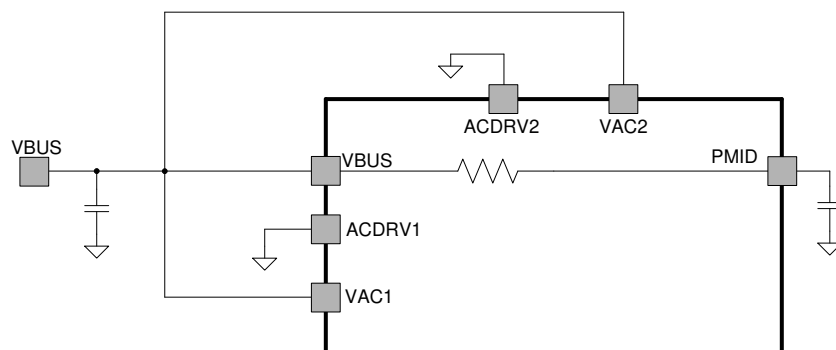 ACDRV2
VAC2
VBUS
VBUS
PMID
ACDRV1
VAC1